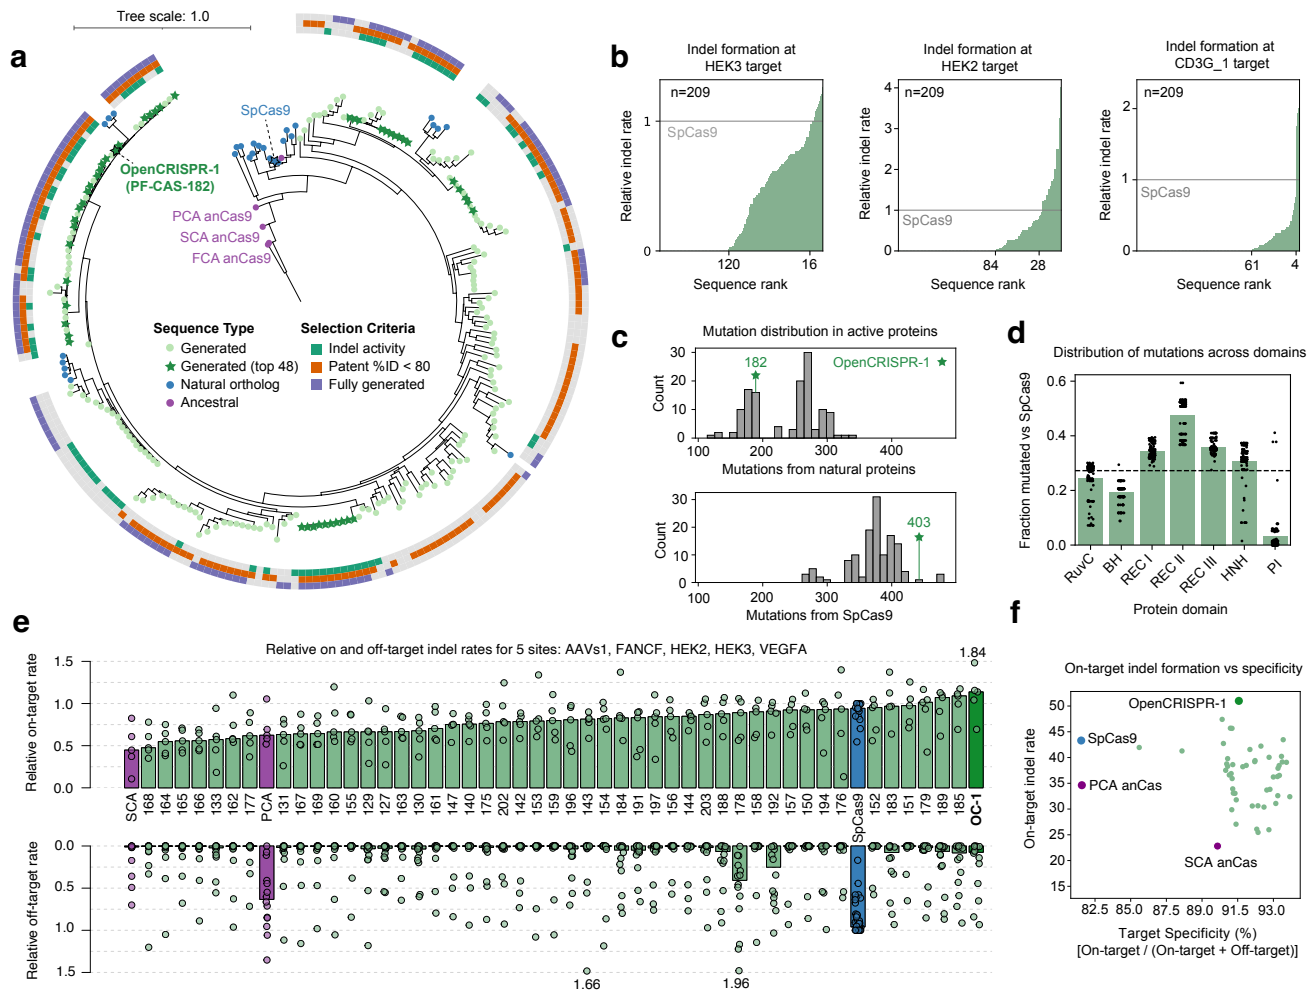 Tree scale: 1.0
a
SpCas9
OpenCRISPR-1
(PF-CAS-182)
PCA anCas9
SCA anCas9
FCA anCas9
Sequence Type
Generated
Generated (top 48)
Natural ortholog
Ancestral
Selection Criteria
Indel activity
Patent %ID < 80
Fully generated
b
Indel formation at
HEK3 target
n=209
SpCas9
Relative indel rate
1
0
120
16
Sequence rank
Indel formation at
HEK2 target
n=209
SpCas9
Relative indel rate
4
3
2
1
0
84
28
Sequence rank
Indel formation at
CD3G_1 target
n=209
SpCas9
Relative indel rate
2
1
0
61
4
Sequence rank
c
Mutation distribution in active proteins
182
OpenCRISPR-1
Count
30
20
10
0
100
200
300
400
Mutations from natural proteins
403
Count
30
20
10
0
100
200
300
400
Mutations from SpCas9
d
Distribution of mutations across domains
Fraction mutated vs SpCas9
0.6
0.4
0.2
0.0
RuvC
BH
REC I
REC II
REC III
HNH
PI
Protein domain
e
Relative on and off-target indel rates for 5 sites: AAVs1, FANCF, HEK2, HEK3, VEGFA
1.84
Relative on-target rate
1.5
1.0
0.5
0.0
SCA
168
164
165
166
133
162
177
PCA
131
167
169
160
155
129
127
163
130
161
147
140
175
202
142
153
159
196
143
154
184
191
197
156
144
203
188
178
158
192
157
150
194
176
SpCas9
152
183
151
179
189
185
OC-1
Relative off-target rate
0.0
0.5
1.0
1.5
1.66
1.96
f
On-target indel formation vs specificity
OpenCRISPR-1
SpCas9
PCA anCas
SCA anCas
On-target indel rate
50
45
40
35
30
25
20
15
82.5
85.0
87.5
89.0
90.0
91.5
93.0
Target Specificity (%)
[On-target / (On-target + Off-target)]